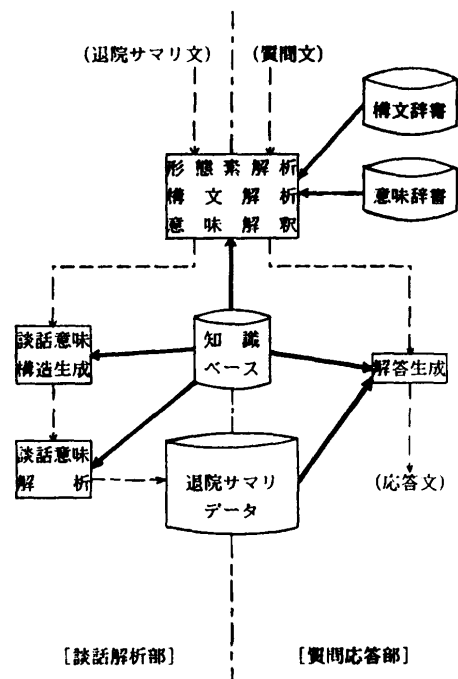 (退院サマリ文)
(質問文)
構文辞書
形態素解析
構文解析
意味解釈
意味辞書
談話意味
構造生成
知識
ベース
解答生成
談話意味
解析
退院サマリ
データ
(応答文)
[談話解析部]
[質問応答部]